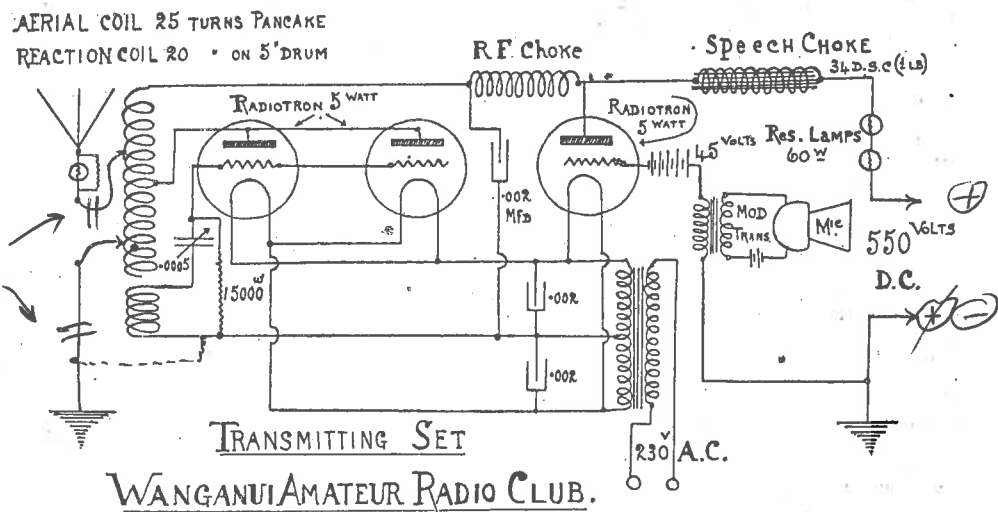 AERIAL COIL 25 TURNS PANCAKE
REACTION COIL 20 " ON 5" DRUM
R.F. Choke
SPEECH CHOKE
34 D.S.C (½ LB)
RADIOTRON 5 WATT
RADIOTRON
5 WATT
45 VOLTS
RES. LAMPS
60 W
+
.002
MFD
MOD
TRANS.
MIC
550 VOLTS
D.C.
.0005
15000 ω
.002
+ −
.002
TRANSMITTING SET
230 V A.C.
WANGANUI AMATEUR RADIO CLUB.